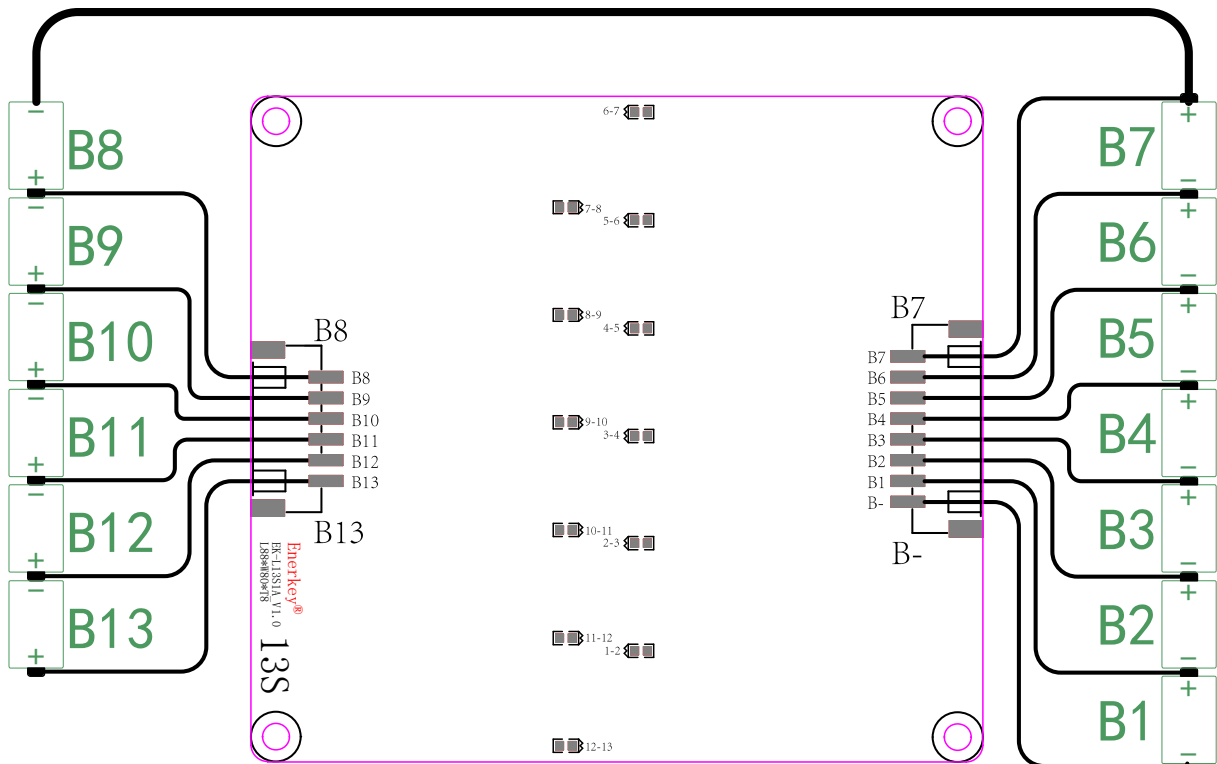 B8
B9
B10
B11
B12
B13
B7
B6
B5
B4
B3
B2
B1
+
−
+
−
+
−
+
−
+
−
+
−
+
−
+
−
+
−
+
−
+
−
+
−
+
−
6-7
7-8
5-6
8-9
4-5
9-10
3-4
10-11
2-3
11-12
1-2
12-13
B8
B8
B9
B10
B11
B12
B13
B13
B7
B7
B6
B5
B4
B3
B2
B1
B-
B-
Enerkey®
EK-L13S1A_V1.0
L88*W80*T8
13S